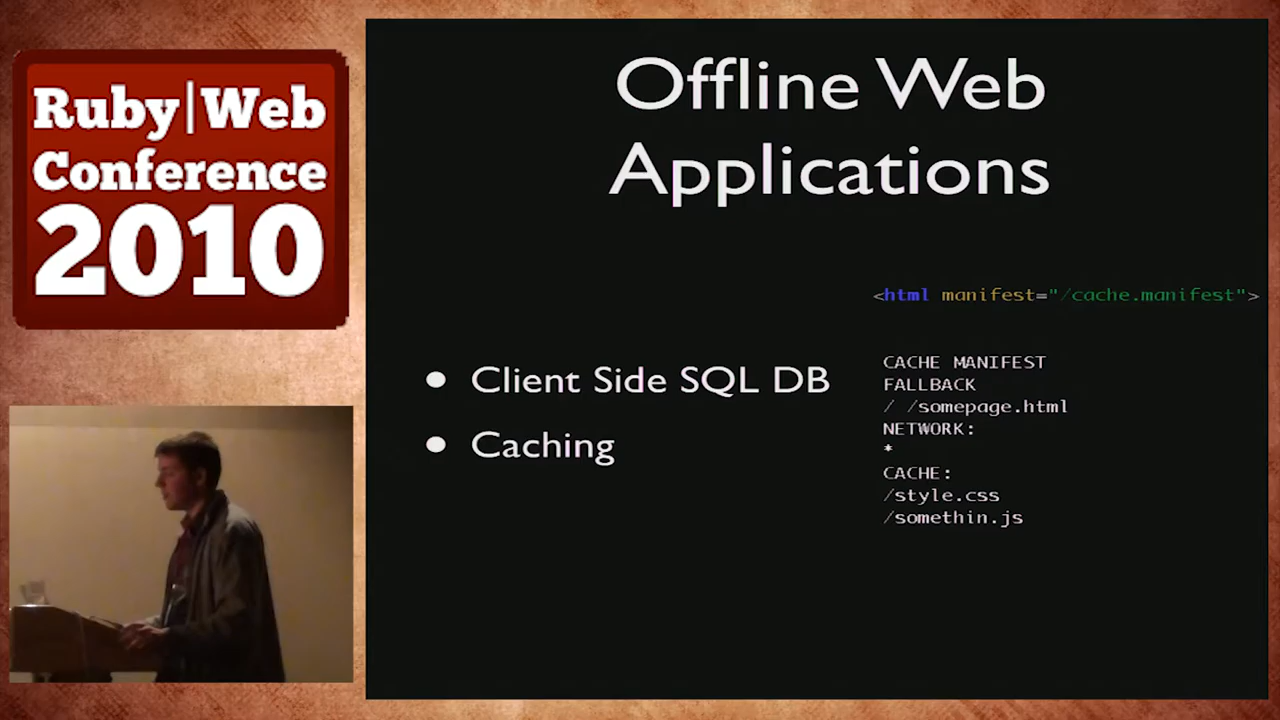 Ruby|Web
Conference
2010
Offline Web
Applications
<html manifest="/cache.manifest">
• Client Side SQL DB
• Caching
CACHE MANIFEST
FALLBACK
/ /somepage.html
NETWORK:
*
CACHE:
/style.css
/somethin.js